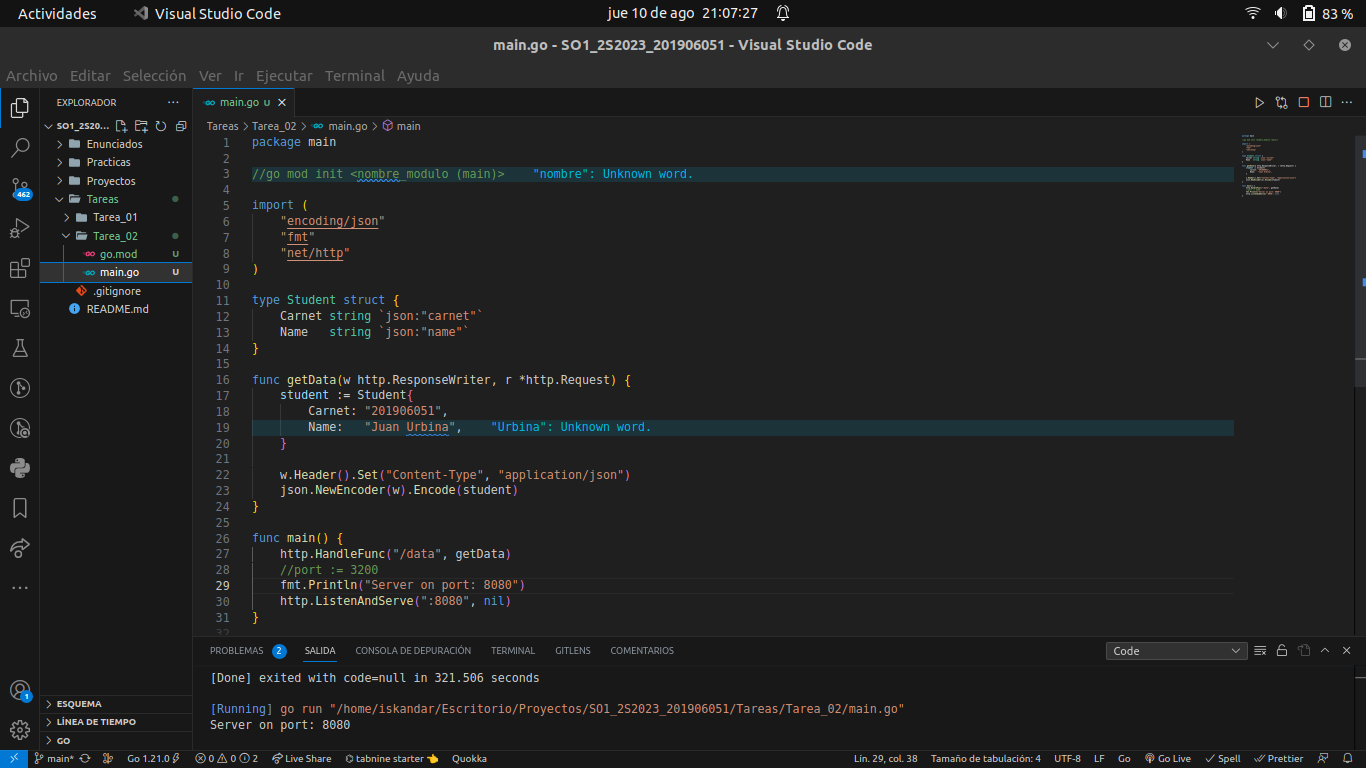 Actividades
Visual Studio Code
jue 10 de ago 21:07:27
83 %
main.go - SO1_2S2023_201906051 - Visual Studio Code
Archivo Editar Selección Ver Ir Ejecutar Terminal Ayuda
EXPLORADOR
SO1_2S20...
Enunciados
Practicas
Proyectos
Tareas
Tarea_01
Tarea_02
go.mod U
main.go U
.gitignore
README.md
462
1
ESQUEMA
LÍNEA DE TIEMPO
GO
main.go U
Tareas > Tarea_02 > main.go > main
1 package main
2
3 //go mod init <nombre_modulo (main)> "nombre": Unknown word.
4
5 import (
6 "encoding/json"
7 "fmt"
8 "net/http"
9 )
10
11 type Student struct {
12 Carnet string `json:"carnet"`
13 Name string `json:"name"`
14 }
15
16 func getData(w http.ResponseWriter, r *http.Request) {
17 student := Student{
18 Carnet: "201906051",
19 Name: "Juan Urbina", "Urbina": Unknown word.
20 }
21
22 w.Header().Set("Content-Type", "application/json")
23 json.NewEncoder(w).Encode(student)
24 }
25
26 func main() {
27 http.HandleFunc("/data", getData)
28 //port := 3200
29 fmt.Println("Server on port: 8080")
30 http.ListenAndServe(":8080", nil)
31 }
32
PROBLEMAS 2 SALIDA CONSOLA DE DEPURACIÓN TERMINAL GITLENS COMENTARIOS
Code
[Done] exited with code=null in 321.506 seconds
[Running] go run "/home/iskandar/Escritorio/Proyectos/SO1_2S2023_201906051/Tareas/Tarea_02/main.go"
Server on port: 8080
main* Go 1.21.0 0 0 2 Live Share tabnine starter Quokka Lín. 29, col. 38 Tamaño de tabulación: 4 UTF-8 LF Go Go Live Spell Prettier